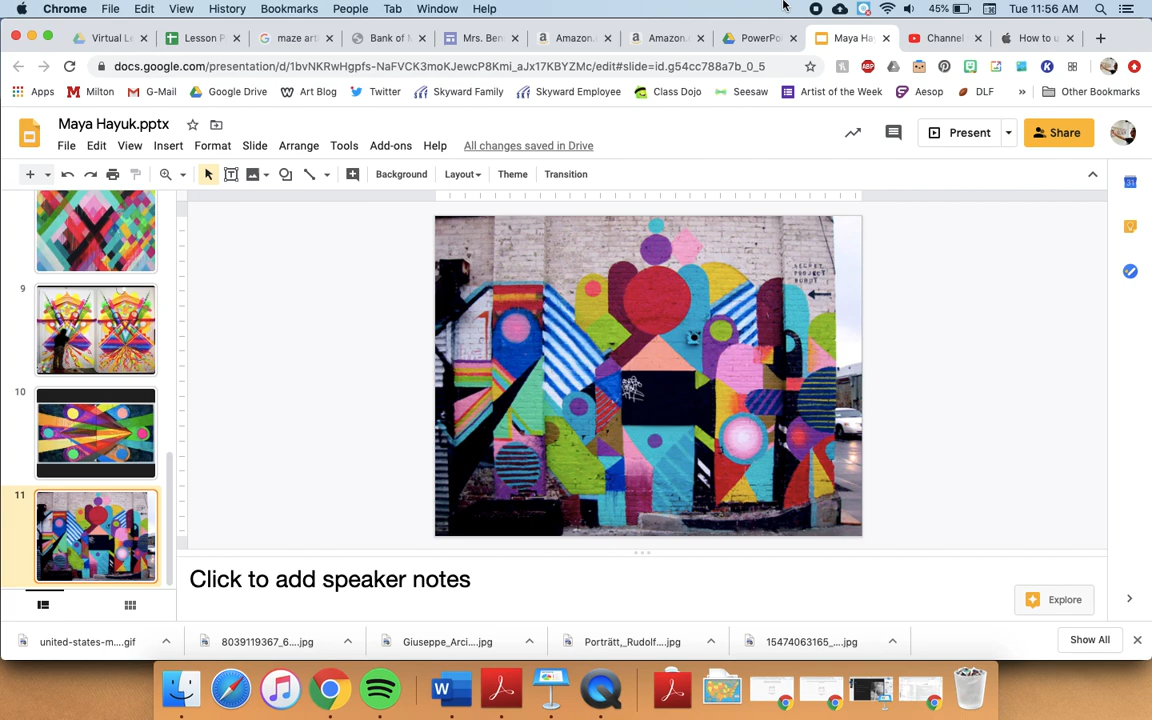 Chrome File Edit View History Bookmarks People Tab Window Help 45% Tue 11:56 AM
Virtual Le Lesson P maze art Bank of Mrs. Ben Amazon. Amazon. PowerPo Maya Ha Channel How to u
docs.google.com/presentation/d/1bvNKRwHgpfs-NaFVCK3moKJewcP8Kmi_aJx17KBYZMc/edit#slide=id.g54cc788a7b_0_5
Apps Milton G-Mail Google Drive Art Blog Twitter Skyward Family Skyward Employee Class Dojo Seesaw Artist of the Week Aesop DLF » Other Bookmarks
Maya Hayuk.pptx
File Edit View Insert Format Slide Arrange Tools Add-ons Help All changes saved in Drive
Present Share
Background Layout Theme Transition
SECRET
PROJECT
ROBOT
9
10
11
Click to add speaker notes
Explore
united-states-m....gif 8039119367_6....jpg Giuseppe_Arci....jpg Porträtt,_Rudolf....jpg 15474063165_....jpg Show All